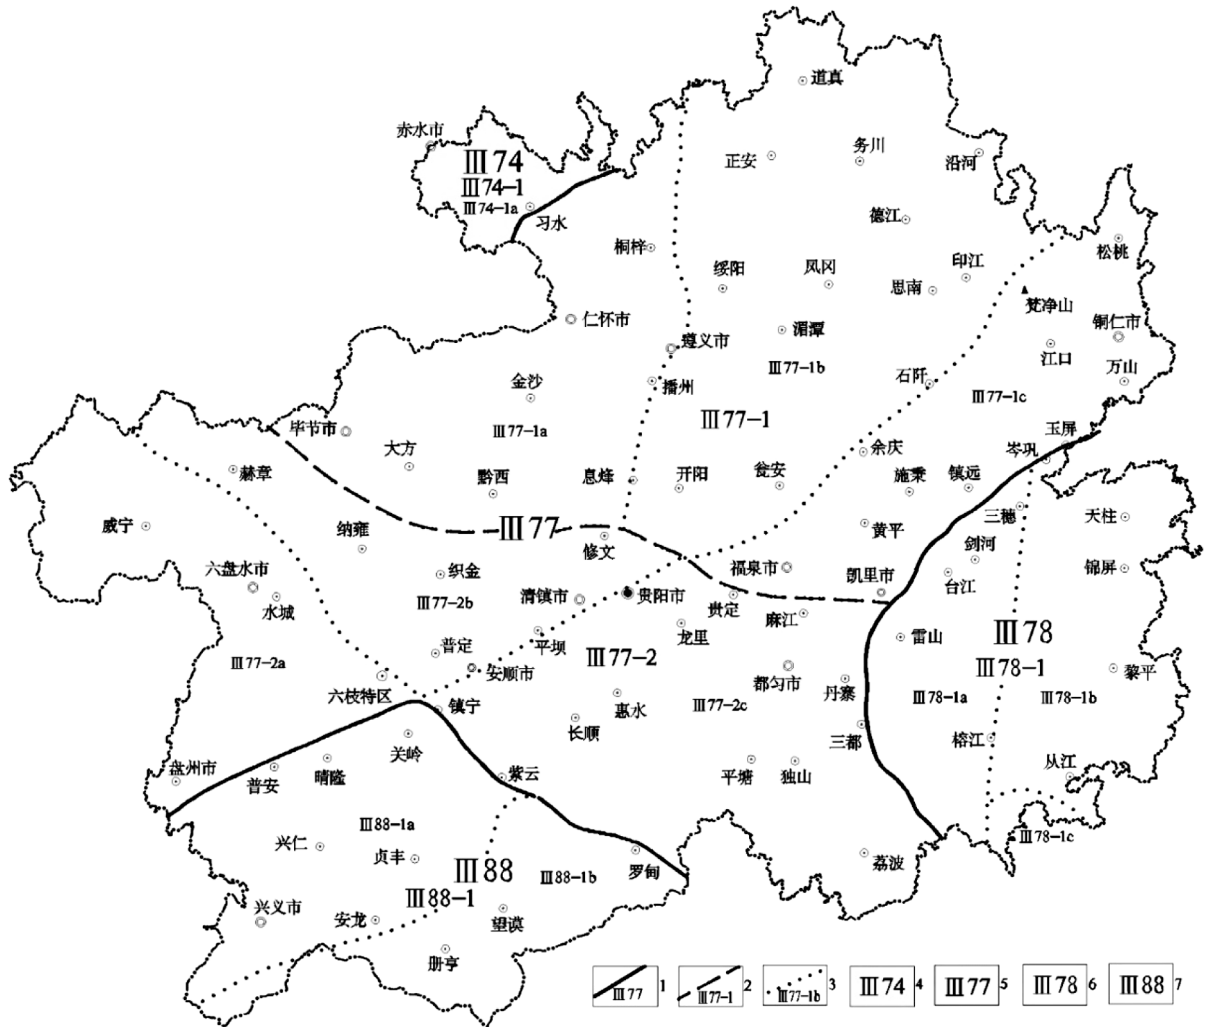 道真
赤水市
Ⅲ74
Ⅲ74-1
Ⅲ74-1a
习水
正安
务川
沿河
德江
桐梓
松桃
绥阳
凤冈
印江
思南
梵净山
仁怀市
湄潭
铜仁市
遵义市
江口
Ⅲ77-1b
石阡
万山
金沙
播州
Ⅲ77-1c
毕节市
Ⅲ77-1a
Ⅲ77-1
玉屏
大方
余庆
岑巩
赫章
黔西
息烽
开阳
瓮安
施秉
镇远
威宁
纳雍
Ⅲ77
修文
黄平
三穗
天柱
剑河
六盘水市
织金
福泉市
凯里市
台江
锦屏
水城
Ⅲ77-2b
清镇市
贵阳市
贵定
麻江
普定
平坝
龙里
雷山
Ⅲ78
Ⅲ77-2a
Ⅲ77-2
Ⅲ78-1
安顺市
都匀市
黎平
六枝特区
丹寨
镇宁
惠水
Ⅲ77-2c
Ⅲ78-1a
Ⅲ78-1b
长顺
三都
榕江
关岭
盘州市
普安
晴隆
紫云
平塘
独山
从江
Ⅲ88-1a
Ⅲ78-1c
兴仁
贞丰
Ⅲ88
Ⅲ88-1b
罗甸
荔波
Ⅲ88-1
兴义市
安龙
望谟
册亨
Ⅲ77 1
Ⅲ77-1 2
Ⅲ77-1b 3
Ⅲ74 4
Ⅲ77 5
Ⅲ78 6
Ⅲ88 7